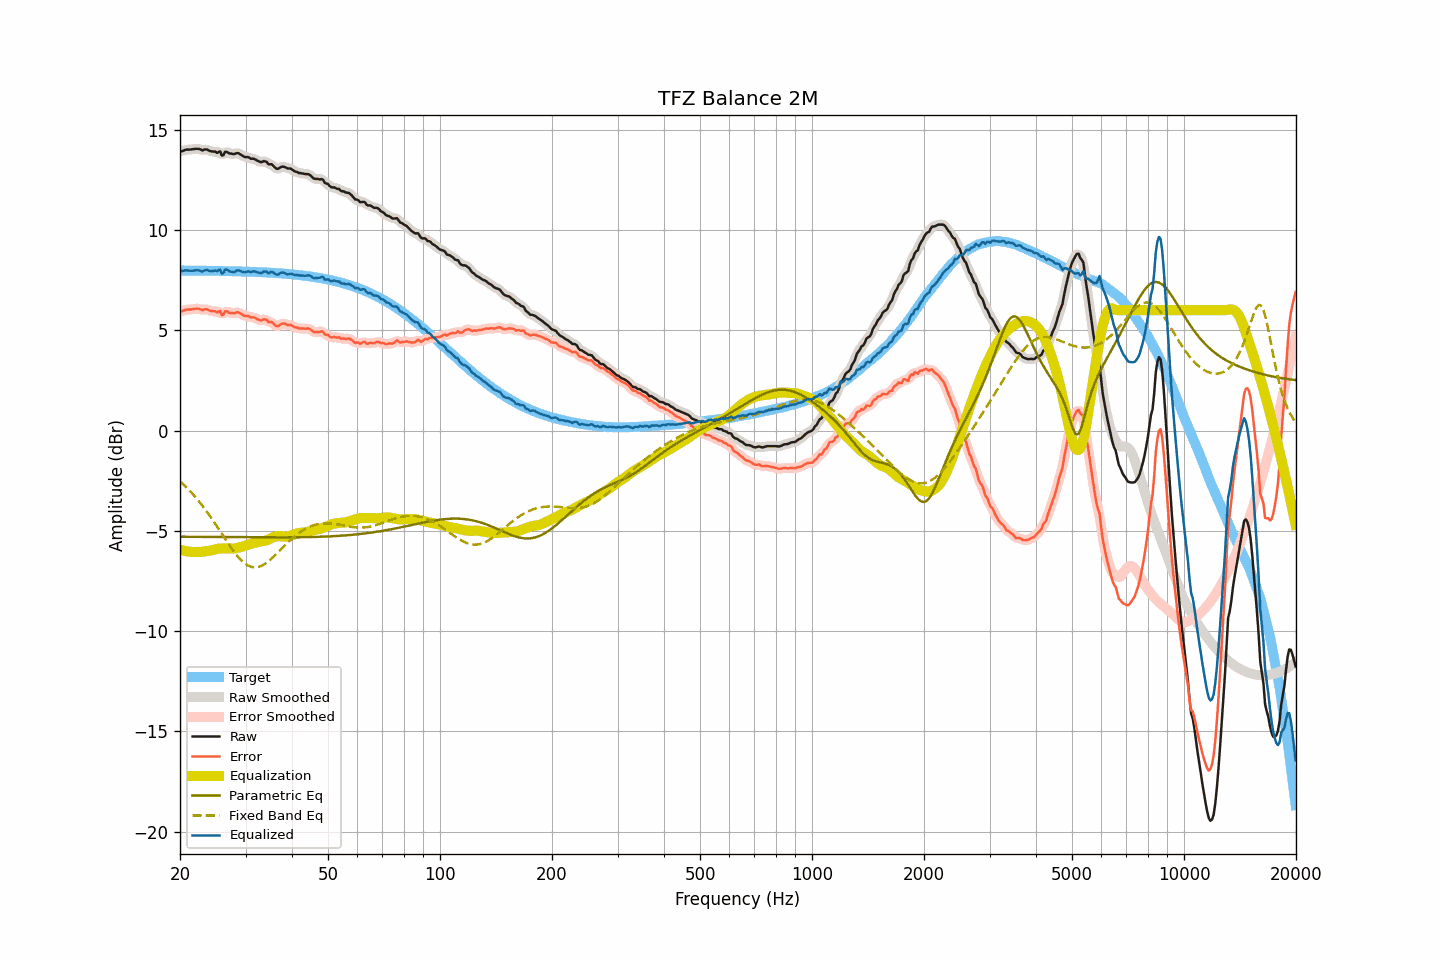 TFZ Balance 2M
15
10
5
0
−5
−10
−15
−20
Amplitude (dBr)
Target
Raw Smoothed
Error Smoothed
Raw
Error
Equalization
Parametric Eq
Fixed Band Eq
Equalized
20 50 100 200 500 1000 2000 5000 10000 20000
Frequency (Hz)